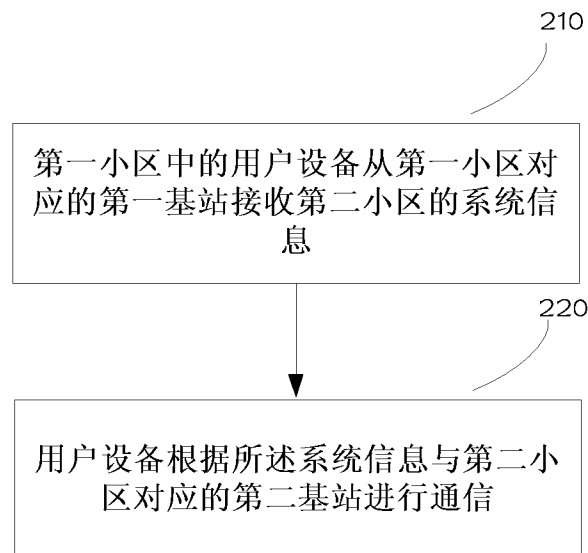 210
第一小区中的用户设备从第一小区对
应的第一基站接收第二小区的系统信
息
220
用户设备根据所述系统信息与第二小
区对应的第二基站进行通信